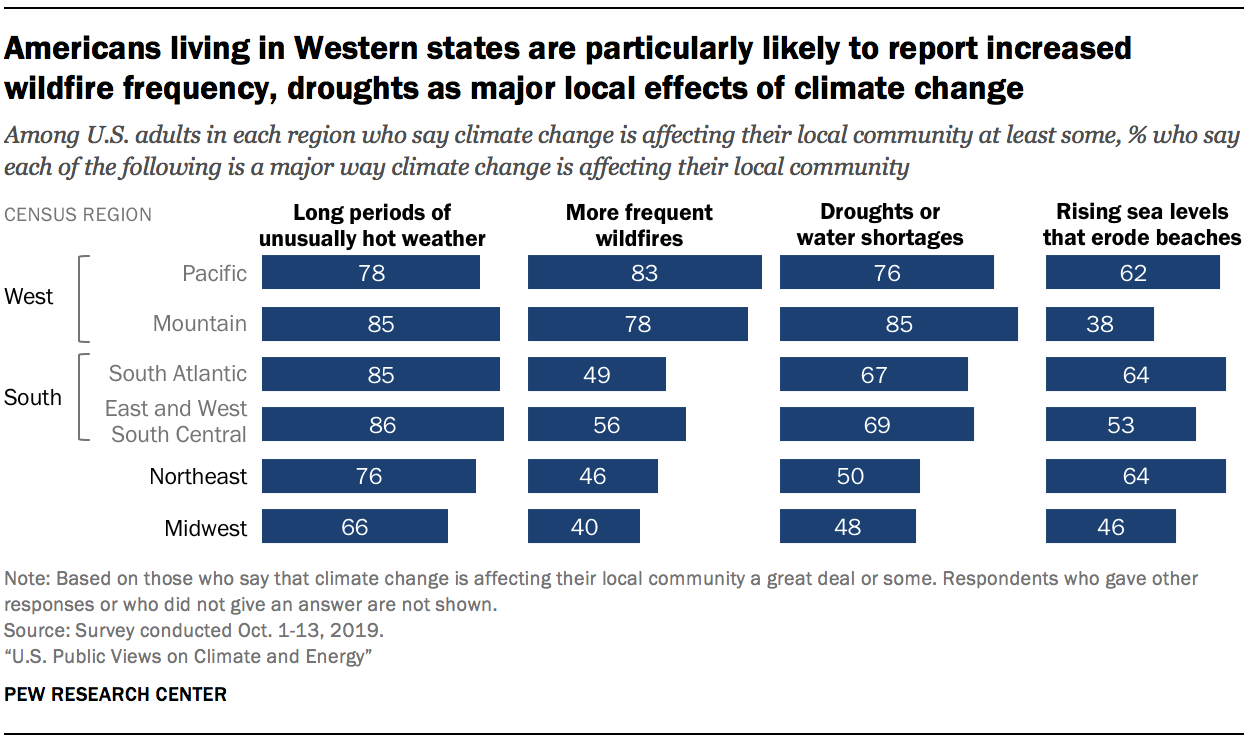 Americans living in Western states are particularly likely to report increased
wildfire frequency, droughts as major local effects of climate change
Among U.S. adults in each region who say climate change is affecting their local community at least some, % who say
each of the following is a major way climate change is affecting their local community
CENSUS REGION
Long periods of
unusually hot weather
More frequent
wildfires
Droughts or
water shortages
Rising sea levels
that erode beaches
West
Pacific 78 83 76 62
Mountain 85 78 85 38
South
South Atlantic 85 49 67 64
East and West
South Central 86 56 69 53
Northeast 76 46 50 64
Midwest 66 40 48 46
Note: Based on those who say that climate change is affecting their local community a great deal or some. Respondents who gave other
responses or who did not give an answer are not shown.
Source: Survey conducted Oct. 1-13, 2019.
“U.S. Public Views on Climate and Energy”
PEW RESEARCH CENTER